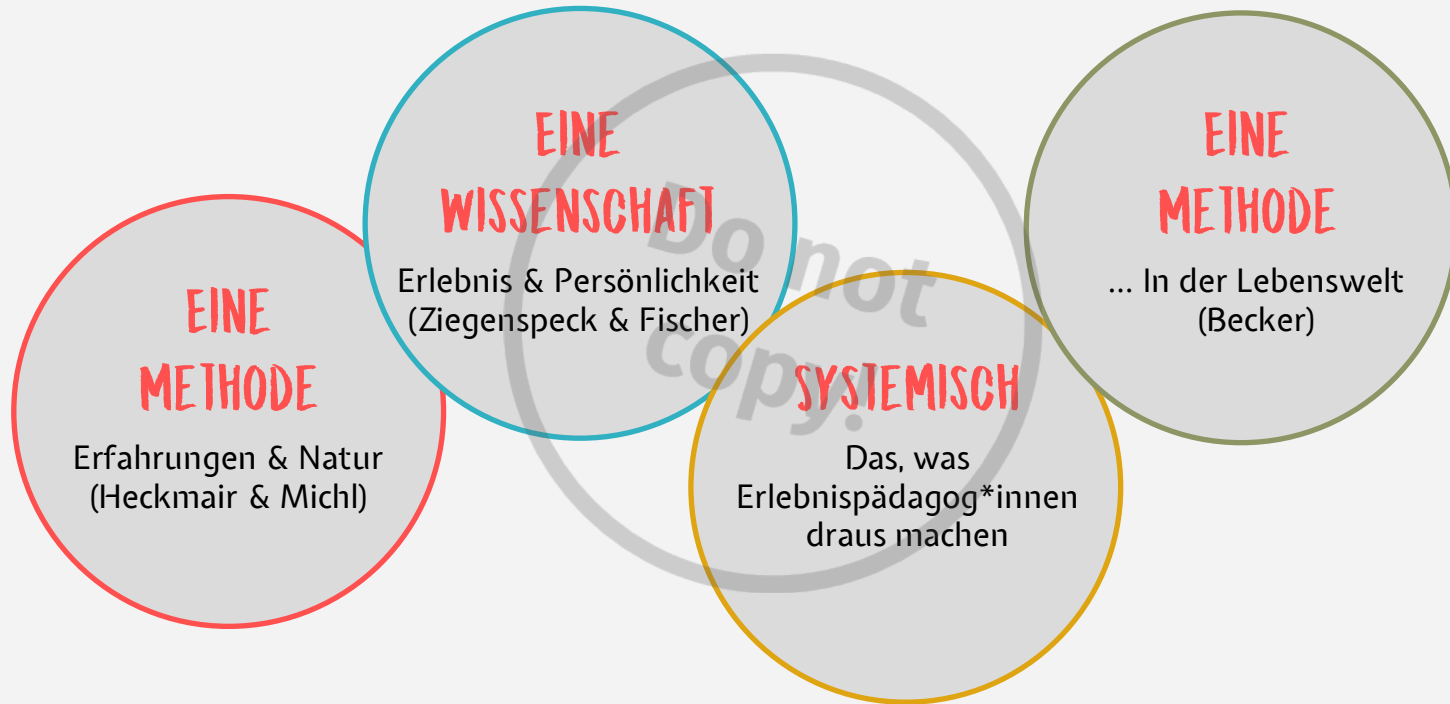 EINE
METHODE
Erfahrungen & Natur
(Heckmair & Michl)
EINE
WISSENSCHAFT
Erlebnis & Persönlichkeit
(Ziegenspeck & Fischer)
SYSTEMISCH
Das, was
Erlebnispädagog*innen
draus machen
EINE
METHODE
... In der Lebenswelt
(Becker)
Do not
copy!